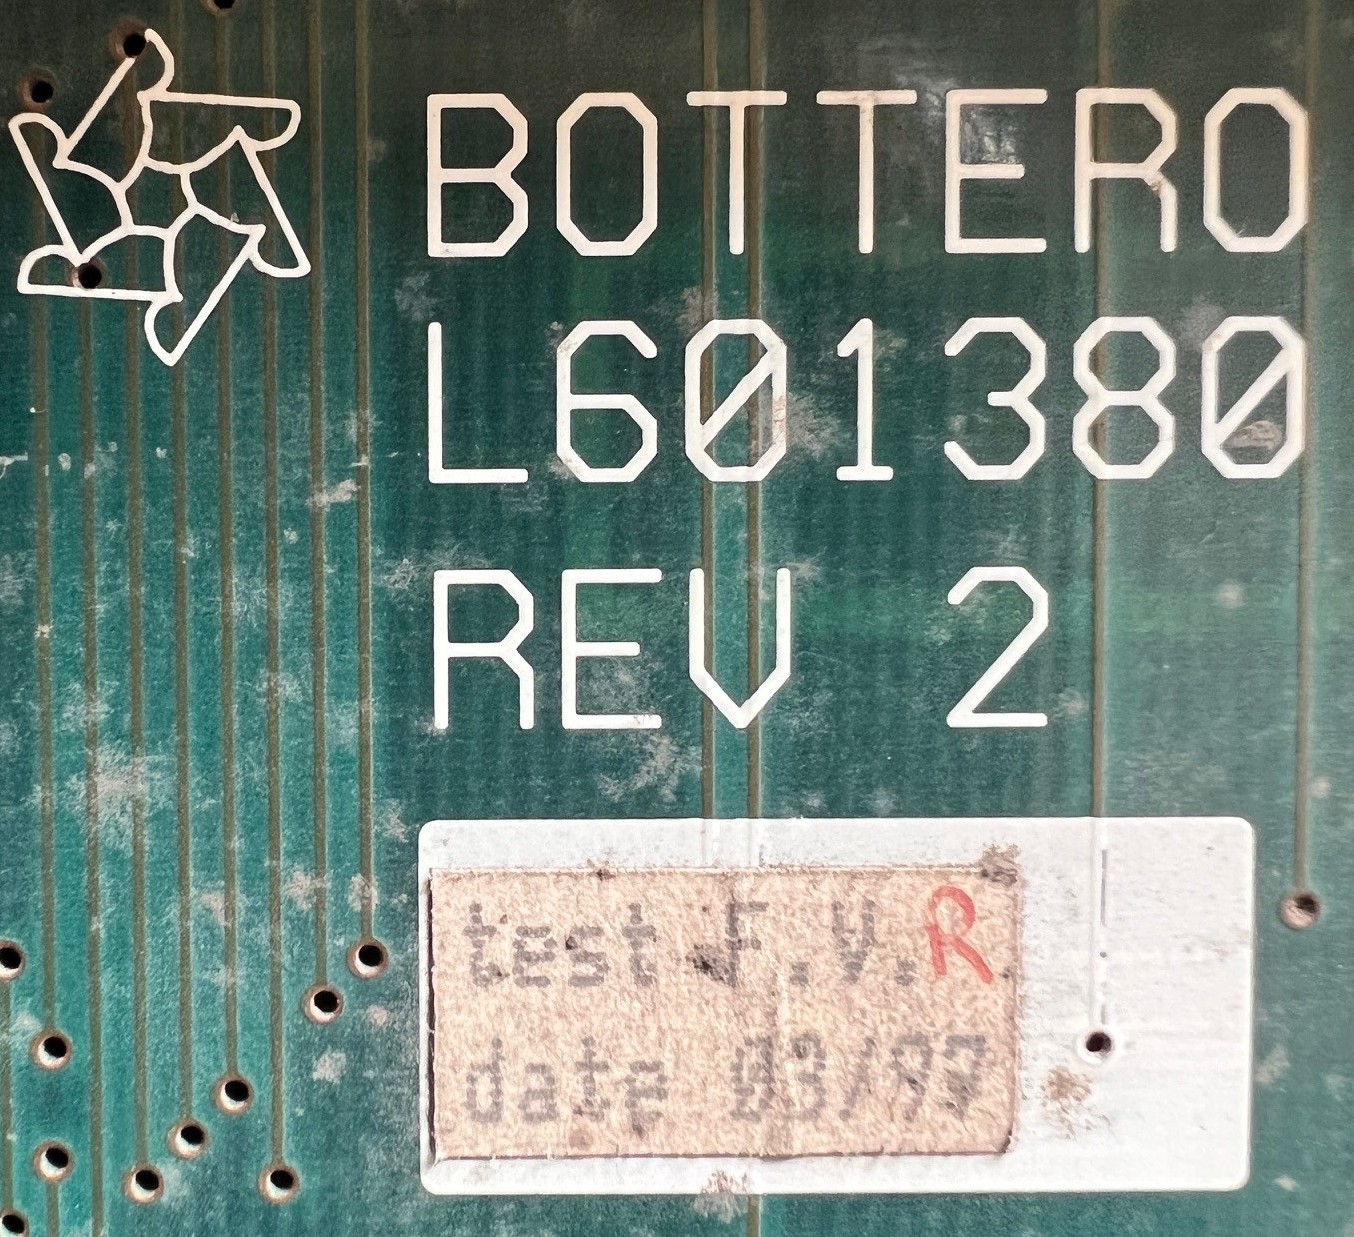 BOTTERO
L601380
REV 2
test F.V.R
date 03/97